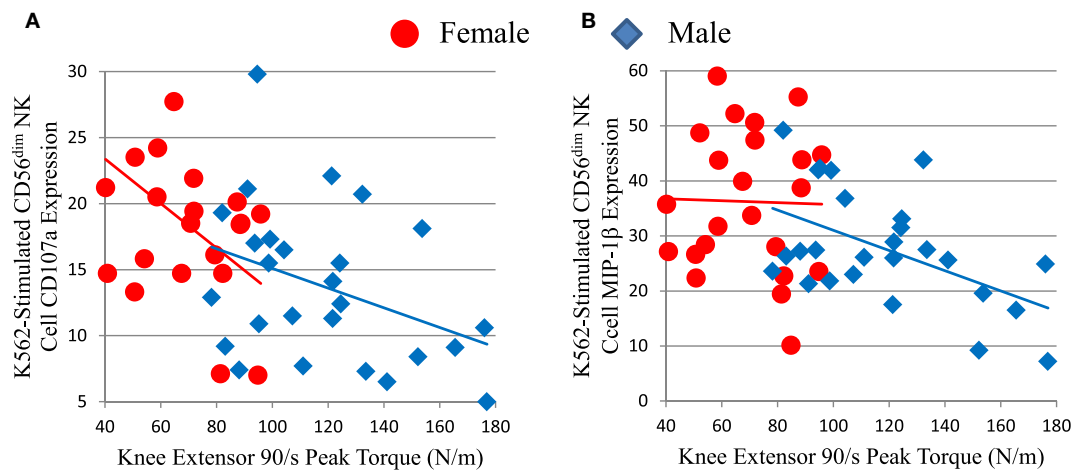 A
Female
B
Male
K562-Stimulated CD56dim NK
Cell CD107a Expression
30
25
20
15
10
5
40 60 80 100 120 140 160 180
Knee Extensor 90/s Peak Torque (N/m)
K562-Stimulated CD56dim NK
Ccell MIP-1β Expression
60
50
40
30
20
10
0
40 60 80 100 120 140 160 180
Knee Extensor 90/s Peak Torque (N/m)